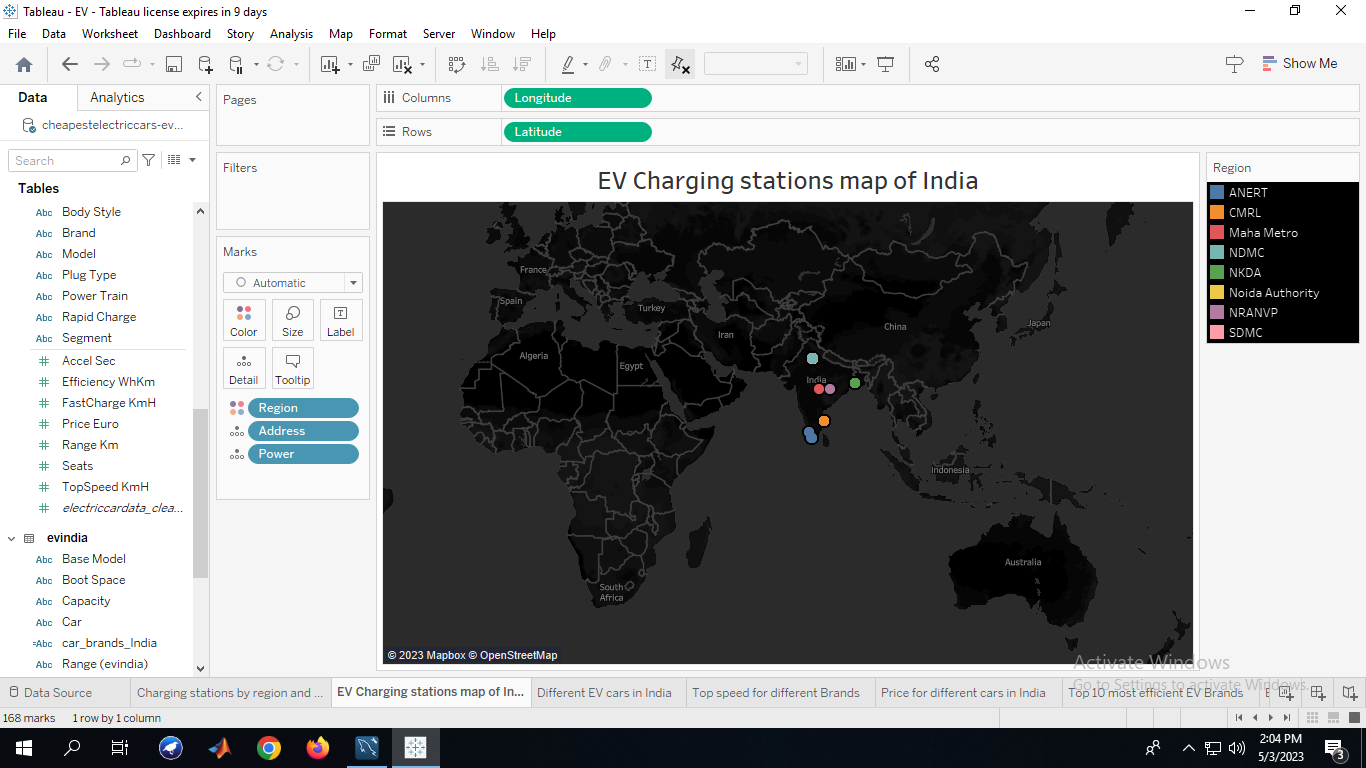 Tableau - EV - Tableau license expires in 9 days
File Data Worksheet Dashboard Story Analysis Map Format Server Window Help
Show Me
Data Analytics
cheapestelectriccars-ev...
Search
Tables
Abc Body Style
Abc Brand
Abc Model
Abc Plug Type
Abc Power Train
Abc Rapid Charge
Abc Segment
# Accel Sec
# Efficiency WhKm
# FastCharge KmH
# Price Euro
# Range Km
# Seats
# TopSpeed KmH
# electriccardata_clea...
evindia
Abc Base Model
Abc Boot Space
Abc Capacity
Abc Car
=Abc car_brands_India
Abc Range (evindia)
Pages
Filters
Marks
Automatic
Color Size Label
Detail Tooltip
Region
Address
Power
Columns Longitude
Rows Latitude
EV Charging stations map of India
France
Spain
Turkey
Iran
China
Japan
Algeria
Egypt
India
Indonesia
Australia
South
Africa
© 2023 Mapbox © OpenStreetMap
Region
ANERT
CMRL
Maha Metro
NDMC
NKDA
Noida Authority
NRANVP
SDMC
Activate Windows
Go to Settings to activate Windows.
Data Source Charging stations by region and ... EV Charging stations map of In... Different EV cars in India Top speed for different Brands Price for different cars in India Top 10 most efficient EV Brands
168 marks 1 row by 1 column
2:04 PM
5/3/2023
3